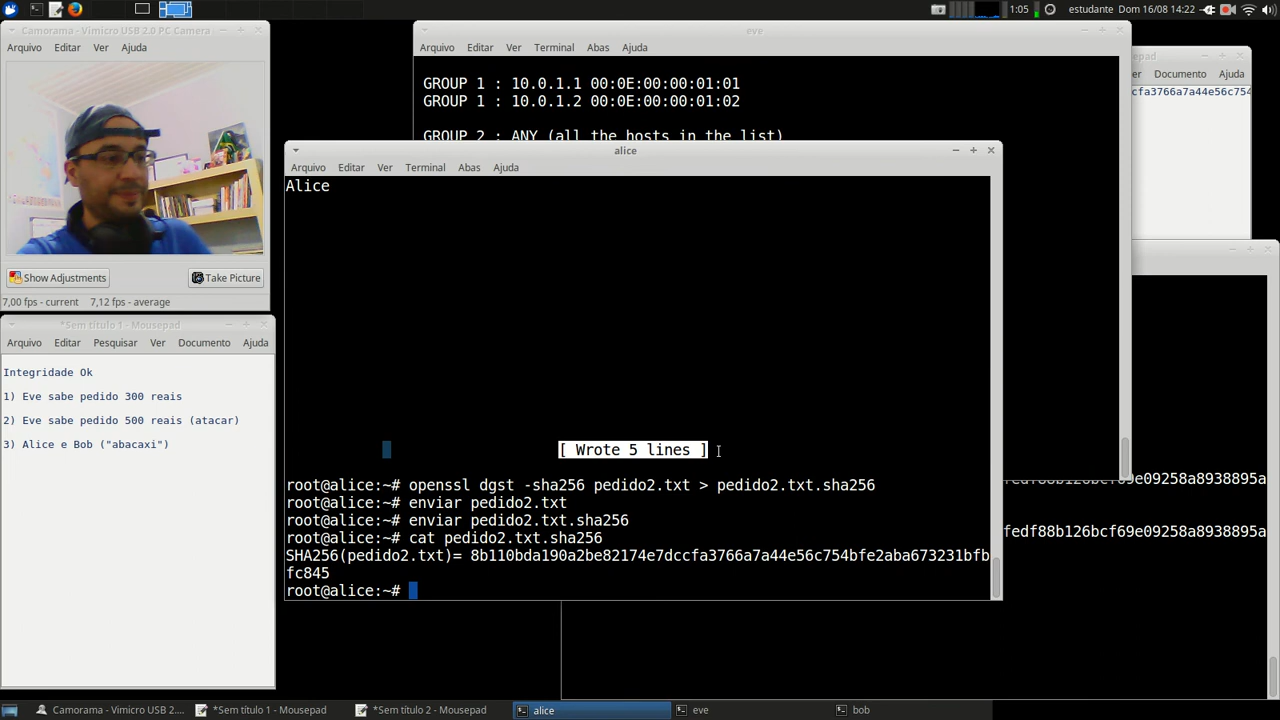 1:05 estudante Dom 16/08 14:22
Camorama - Vimicro USB 2.0 PC Camera
Arquivo Editar Ver Ajuda
Show Adjustments Take Picture
7,00 fps - current 7,12 fps - average
*Sem título 1 - Mousepad
Arquivo Editar Pesquisar Ver Documento Ajuda
Integridade Ok
1) Eve sabe pedido 300 reais
2) Eve sabe pedido 500 reais (atacar)
3) Alice e Bob ("abacaxi")
eve
Arquivo Editar Ver Terminal Abas Ajuda
GROUP 1 : 10.0.1.1 00:0E:00:00:01:01
GROUP 1 : 10.0.1.2 00:0E:00:00:01:02
GROUP 2 : ANY (all the hosts in the list)
epad
er Documento Ajuda
cfa3766a7a44e56c754
alice
Arquivo Editar Ver Terminal Abas Ajuda
Alice
[ Wrote 5 lines ]
root@alice:~# openssl dgst -sha256 pedido2.txt > pedido2.txt.sha256
root@alice:~# enviar pedido2.txt
root@alice:~# enviar pedido2.txt.sha256
root@alice:~# cat pedido2.txt.sha256
SHA256(pedido2.txt)= 8b110bda190a2be82174e7dccfa3766a7a44e56c754bfe2aba673231bfb
fc845
root@alice:~#
fedf88b126bcf69e09258a8938895a
fedf88b126bcf69e09258a8938895a
Camorama - Vimicro USB 2.... *Sem título 1 - Mousepad *Sem título 2 - Mousepad alice eve bob